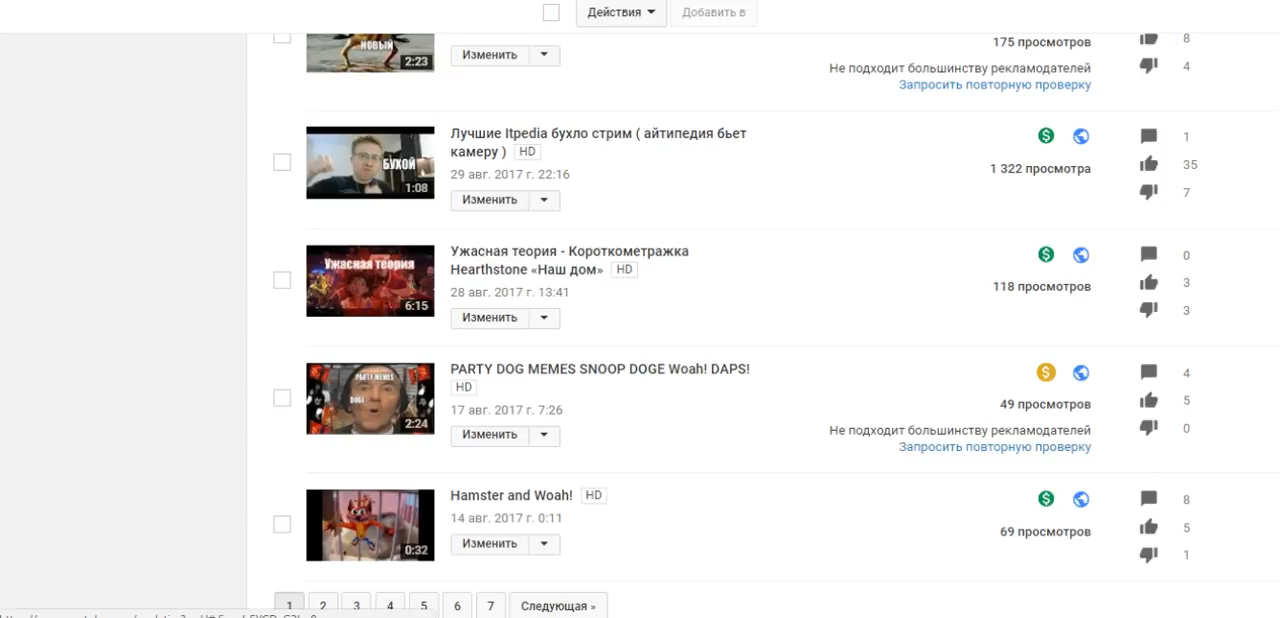 Действия
Добавить в
НОВЫЙ
2:23
Изменить
175 просмотров
8
4
Не подходит большинству рекламодателей
Запросить повторную проверку
БУХОЙ
1:08
Лучшие Itpedia бухло стрим ( айтипедия бьет
камеру ) HD
29 авг. 2017 г. 22:16
Изменить
1 322 просмотра
1
35
7
Ужасная теория
6:15
Ужасная теория - Короткометражка
Hearthstone «Наш дом» HD
28 авг. 2017 г. 13:41
Изменить
118 просмотров
0
3
3
PARTY MEMES
DOGE
2:24
PARTY DOG MEMES SNOOP DOGE Woah! DAPS!
HD
17 авг. 2017 г. 7:26
Изменить
49 просмотров
Не подходит большинству рекламодателей
Запросить повторную проверку
4
5
0
0:32
Hamster and Woah! HD
14 авг. 2017 г. 0:11
Изменить
69 просмотров
8
5
1
1 2 3 4 5 6 7 Следующая »